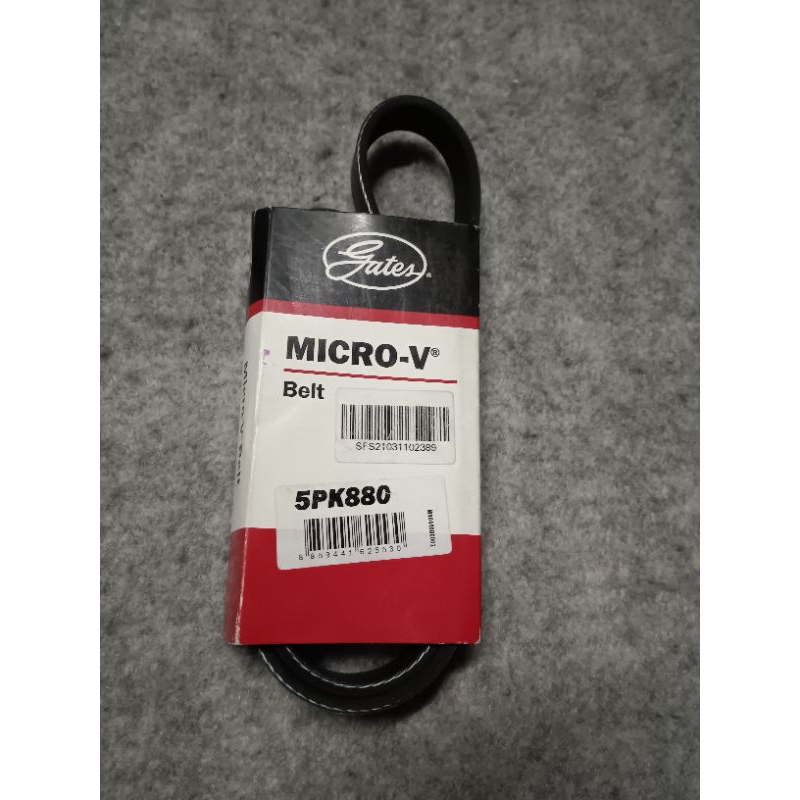 Gates®
MICRO-V®
Belt
SFS21031102389
5PK880